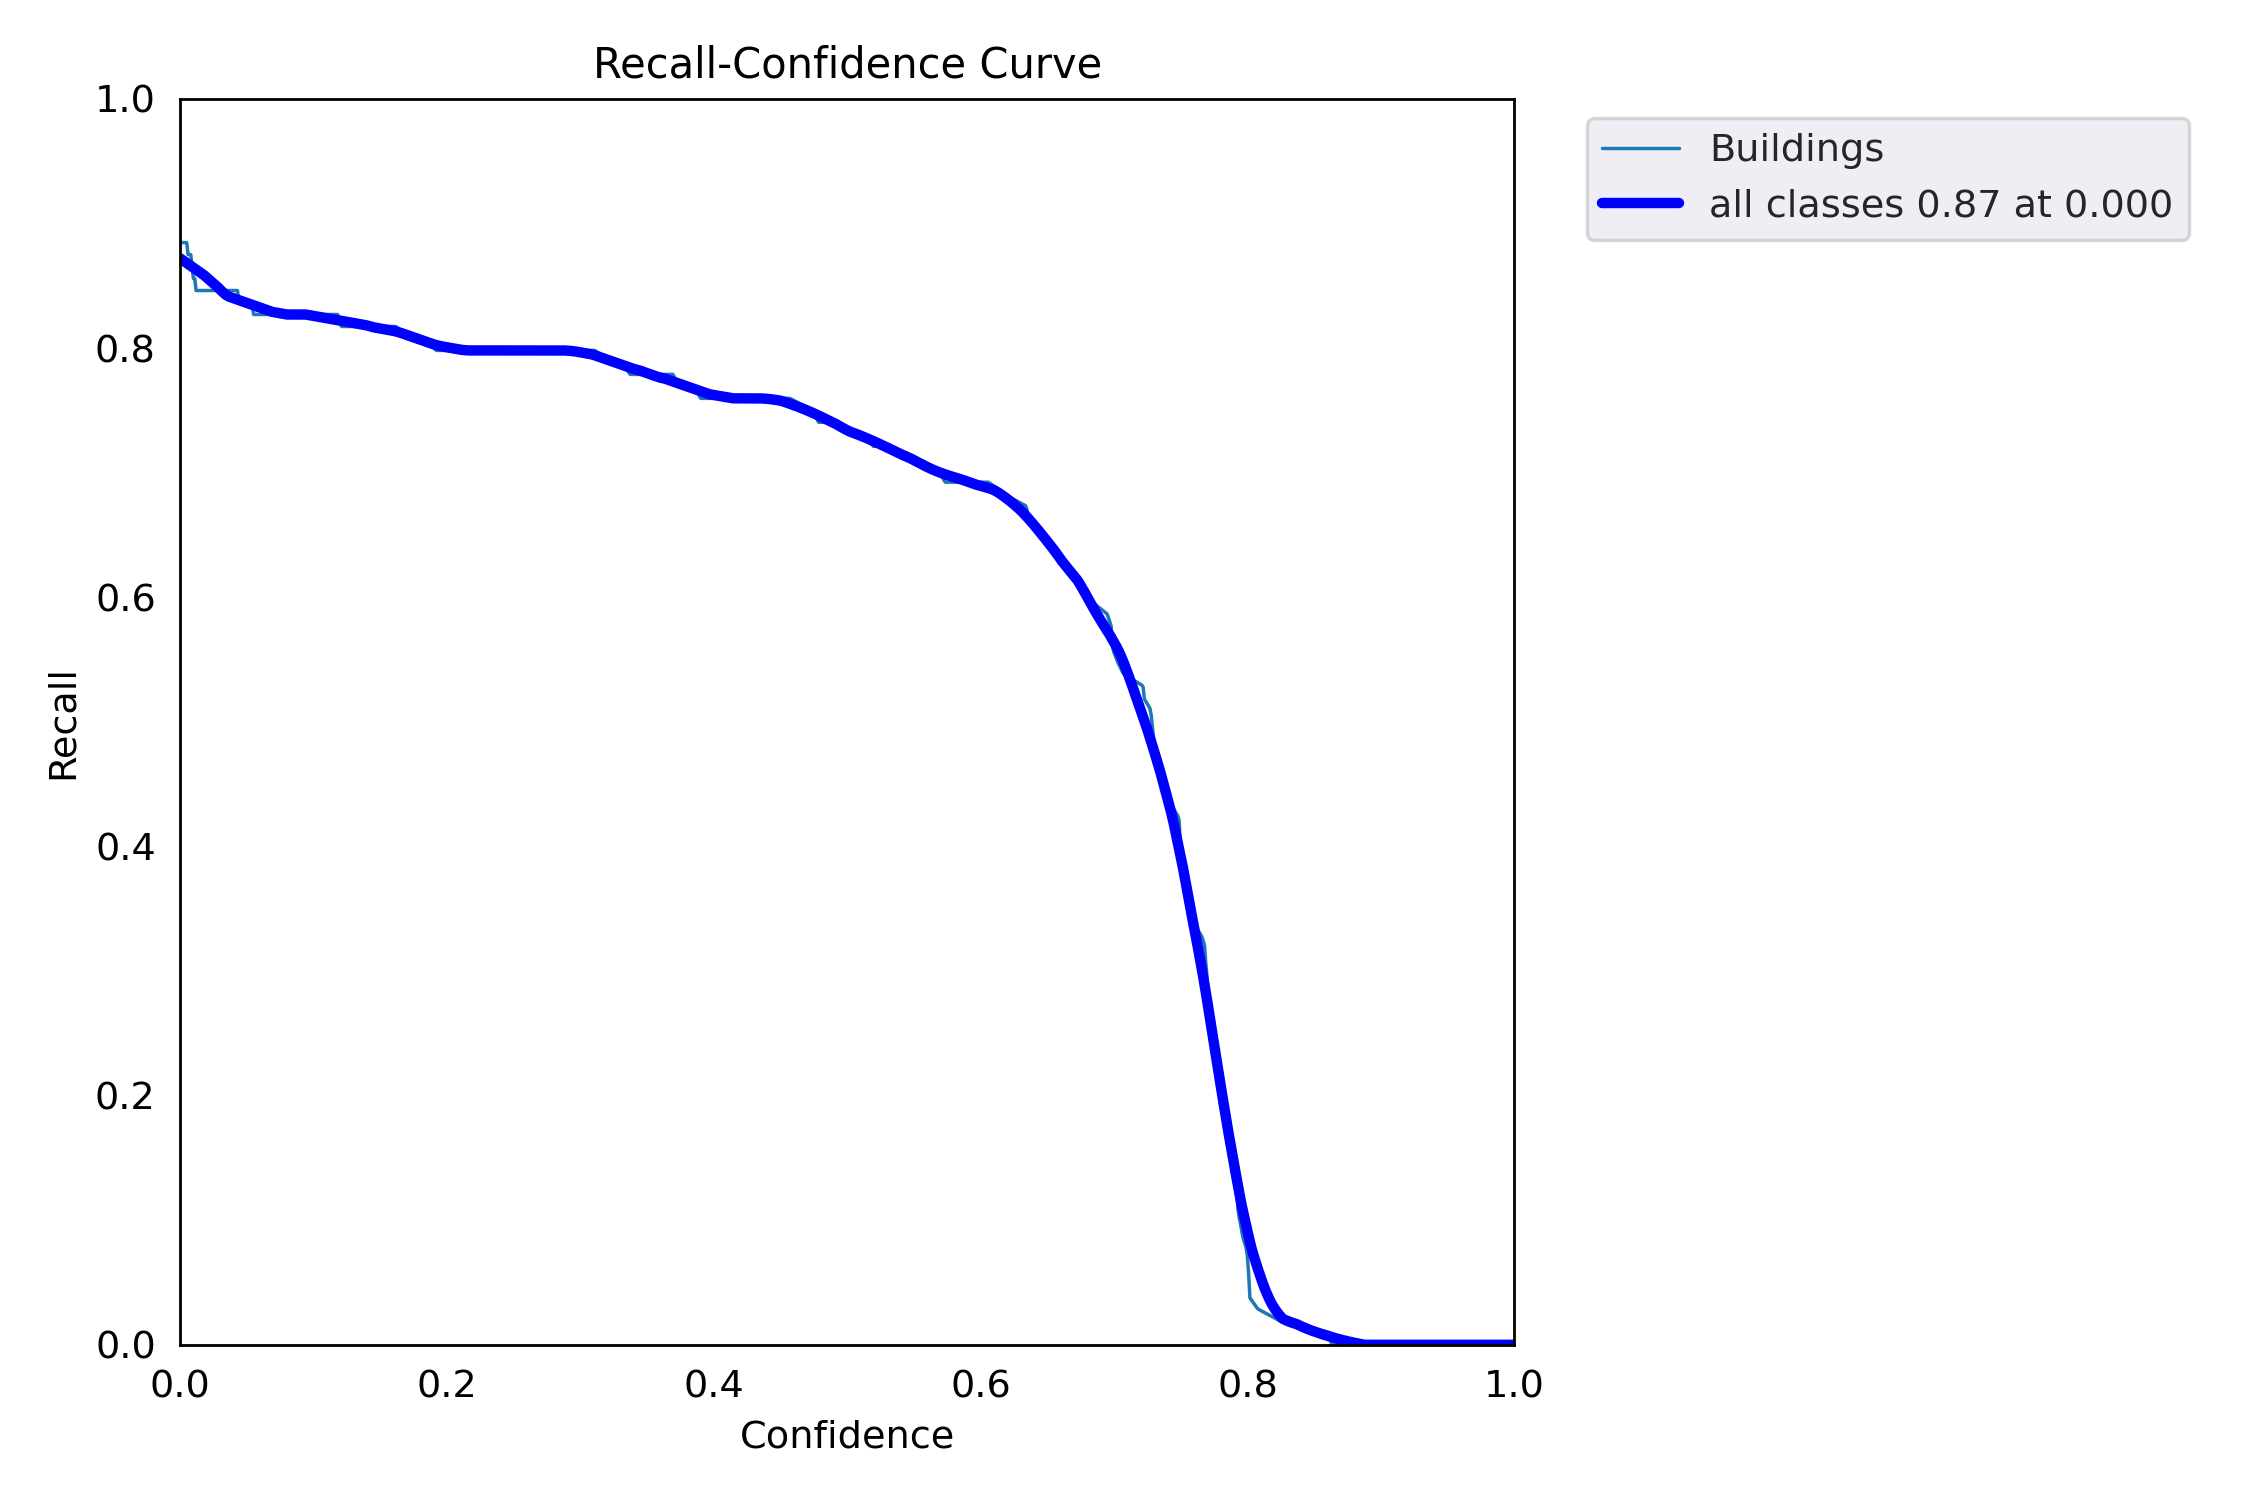 Recall-Confidence Curve
1.0
0.8
0.6
0.4
0.2
0.0
Recall
0.0 0.2 0.4 0.6 0.8 1.0
Confidence
Buildings
all classes 0.87 at 0.000